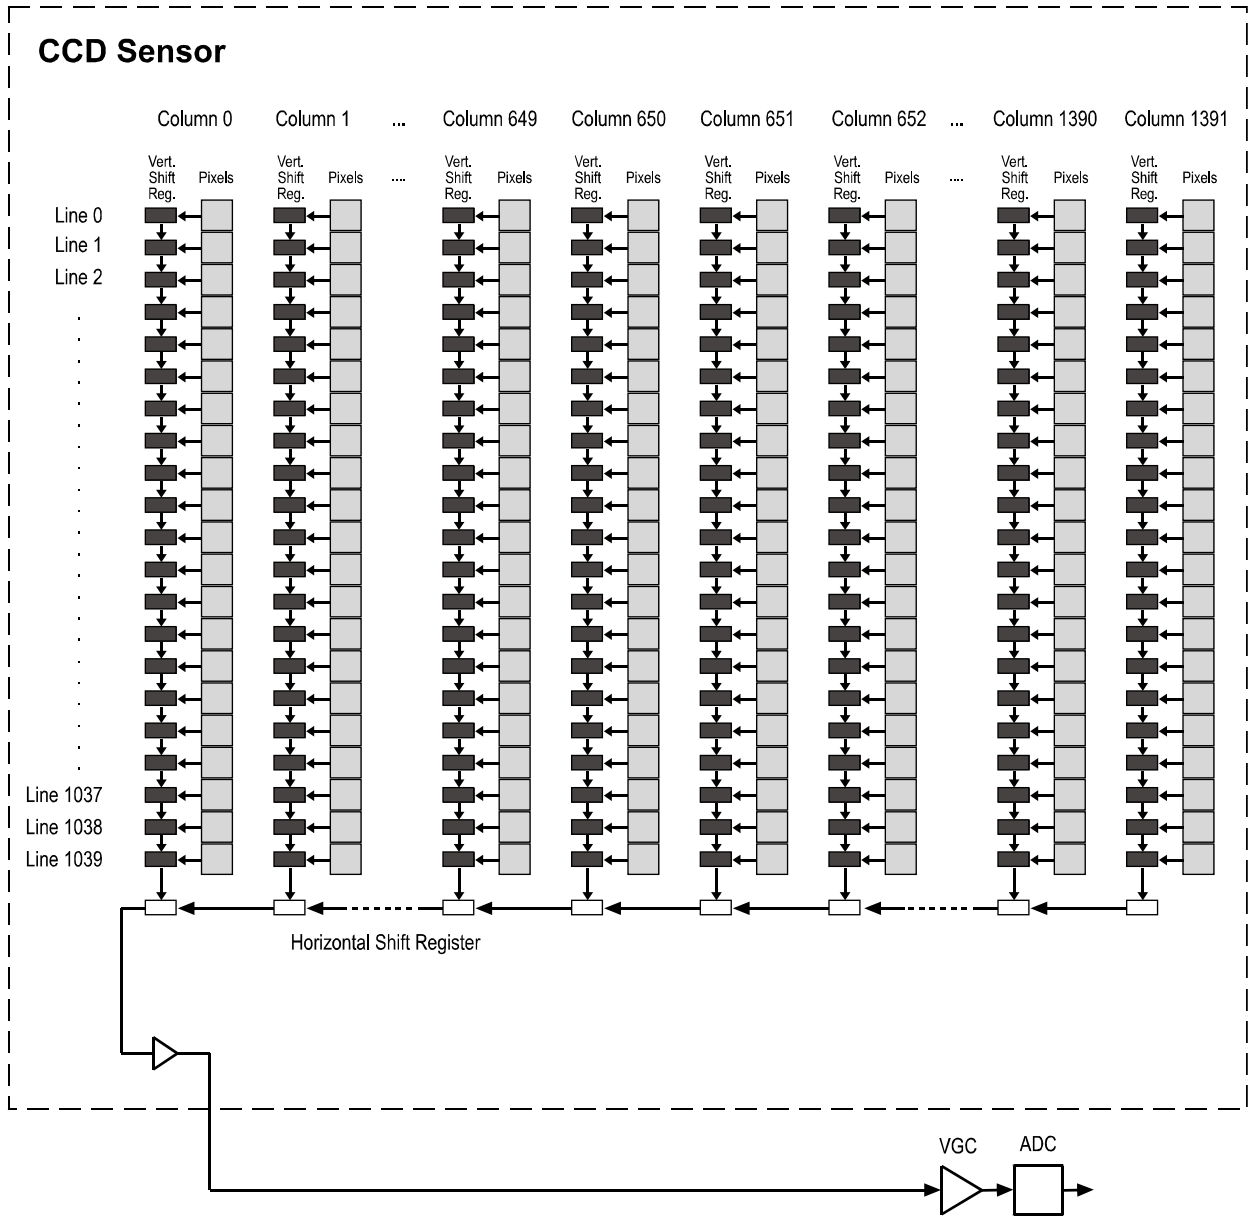 CCD Sensor
Column 0 Column 1 ... Column 649 Column 650 Column 651 Column 652 ... Column 1390 Column 1391
Vert. Vert. Vert. Vert. Vert. Vert. Vert. Vert.
Shift Pixels Shift Pixels .... Shift Pixels Shift Pixels Shift Pixels Shift Pixels .... Shift Pixels Shift Pixels
Reg. Reg. Reg. Reg. Reg. Reg. Reg. Reg.
Line 0
Line 1
Line 2
Line 1037
Line 1038
Line 1039
Horizontal Shift Register
VGC ADC